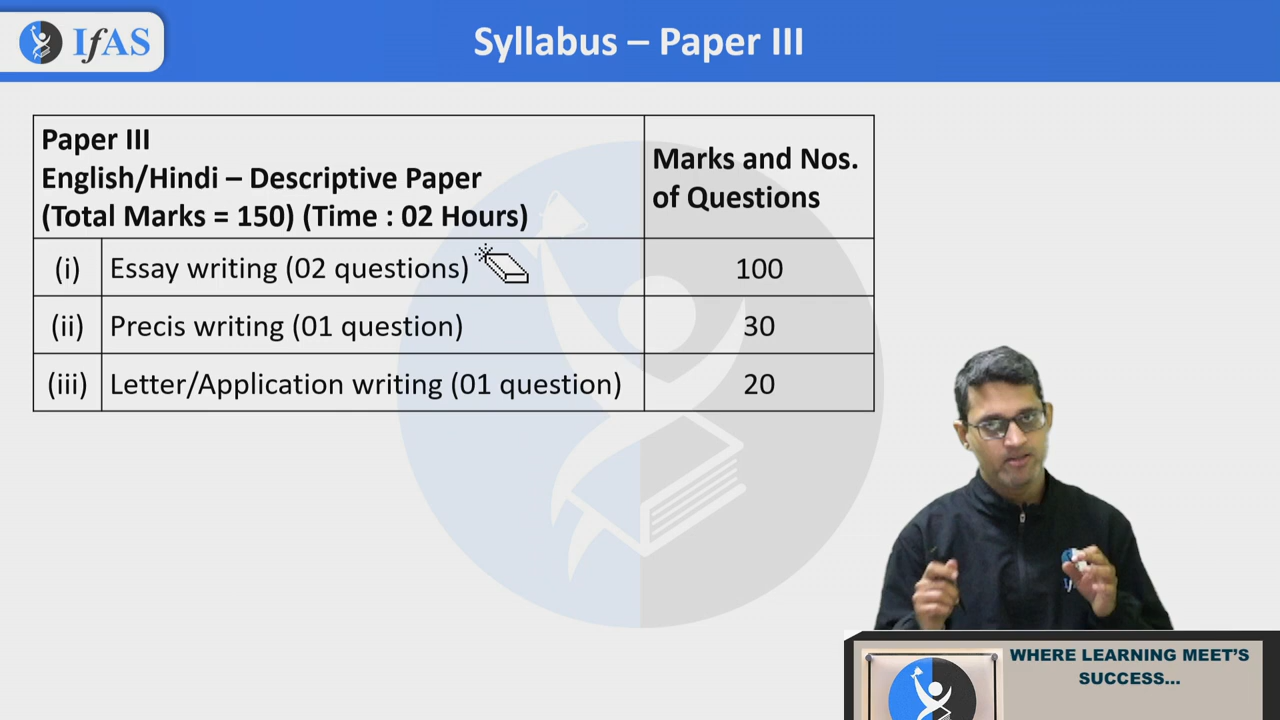 IfAS
Syllabus – Paper III
Paper III
English/Hindi – Descriptive Paper
(Total Marks = 150) (Time : 02 Hours)
Marks and Nos.
of Questions
(i) Essay writing (02 questions) 100
(ii) Precis writing (01 question) 30
(iii) Letter/Application writing (01 question) 20
WHERE LEARNING MEET’S
SUCCESS...